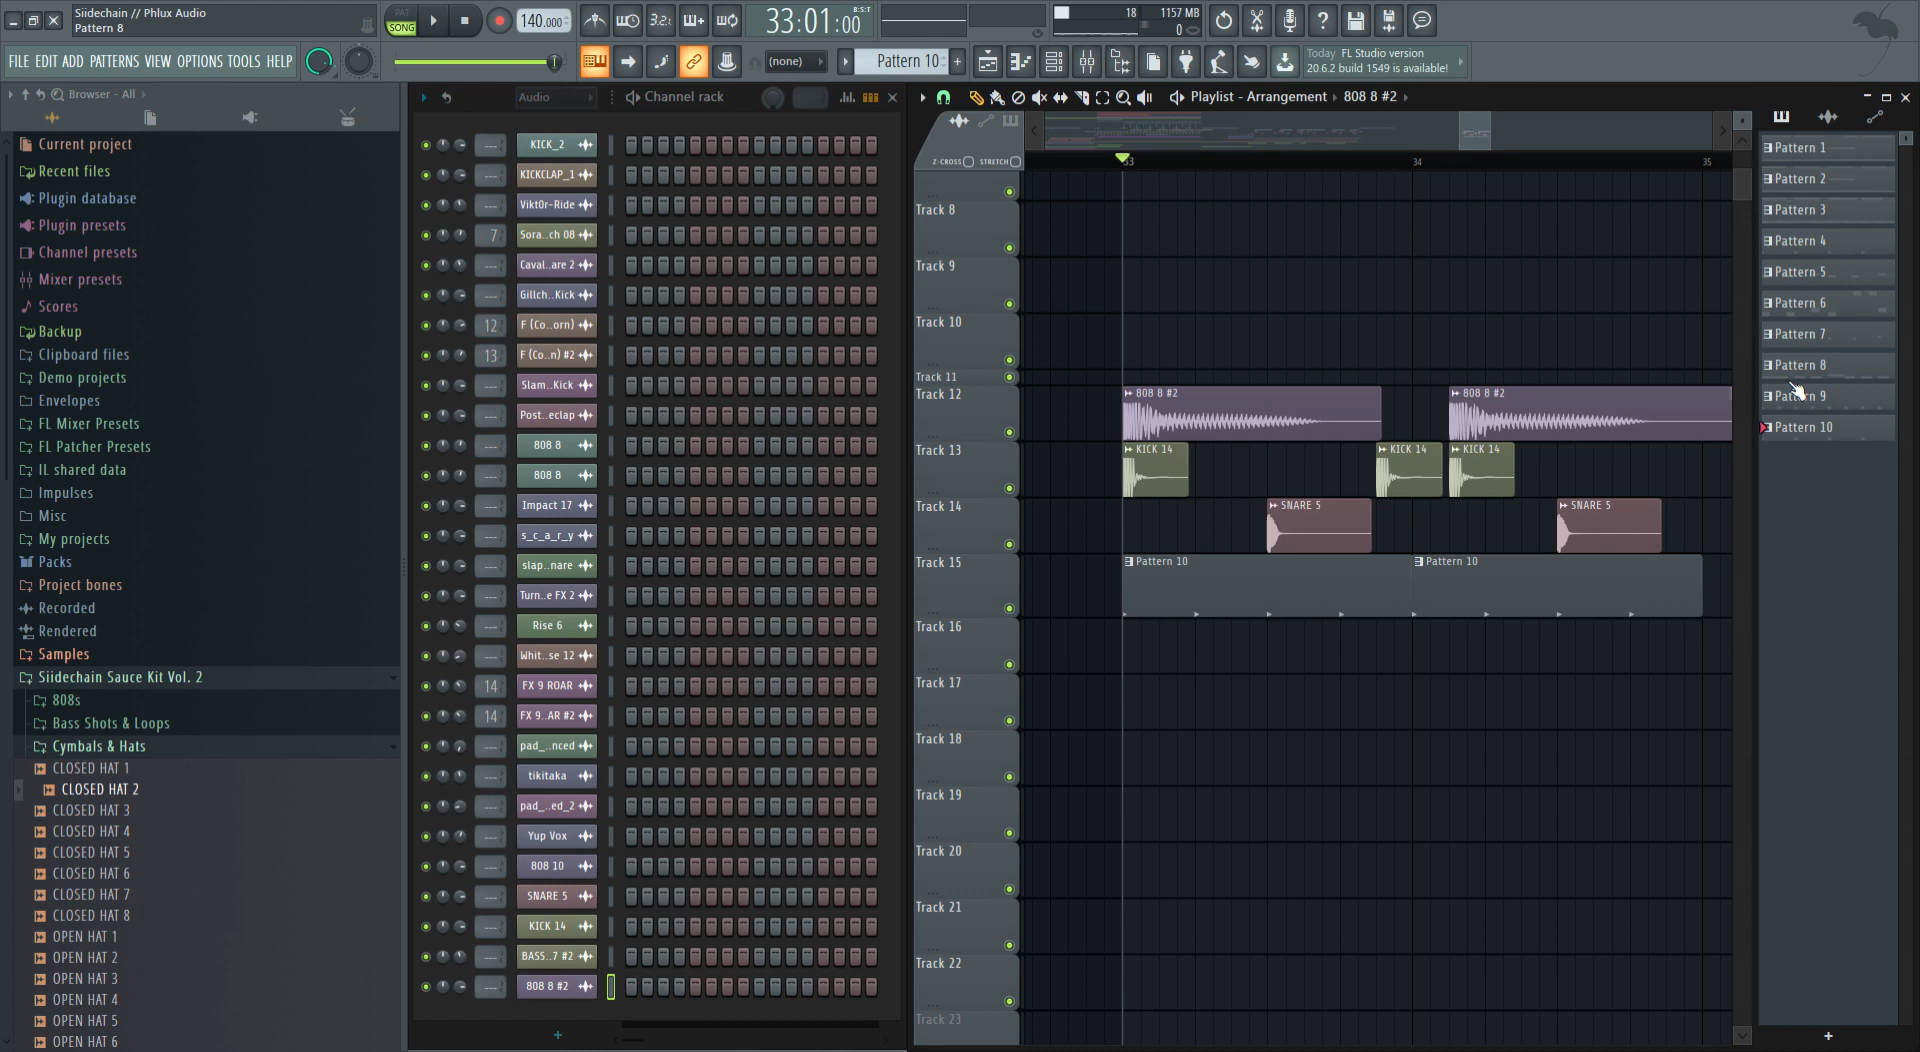 Siidechain // Phlux Audio
Pattern 8
PAT
SONG
140.000
3.2.
33:01:00
B:S:T
18
1157 MB
0
FILE EDIT ADD PATTERNS VIEW OPTIONS TOOLS HELP
(none)
Pattern 10
Today FL Studio version
20.6.2 build 1549 is available!
Browser - All
Audio
Channel rack
Playlist - Arrangement
808 8 #2
Current project
Recent files
Plugin database
Plugin presets
Channel presets
Mixer presets
Scores
Backup
Clipboard files
Demo projects
Envelopes
FL Mixer Presets
FL Patcher Presets
IL shared data
Impulses
Misc
My projects
Packs
Project bones
Recorded
Rendered
Samples
Siidechain Sauce Kit Vol. 2
808s
Bass Shots & Loops
Cymbals & Hats
CLOSED HAT 1
CLOSED HAT 2
CLOSED HAT 3
CLOSED HAT 4
CLOSED HAT 5
CLOSED HAT 6
CLOSED HAT 7
CLOSED HAT 8
OPEN HAT 1
OPEN HAT 2
OPEN HAT 3
OPEN HAT 4
OPEN HAT 5
OPEN HAT 6
KICK_2
KICKCLAP_1
Vikt0r-Ride
7 Sora..ch 08
Caval..are 2
Gillch..Kick
12 F (Co..orn)
13 F (Co..n) #2
Slam..Kick
Post..eclap
808 8
808 8
Impact 17
s_c_a_r_y
slap..nare
Turn..e FX 2
Rise 6
Whit..se 12
14 FX 9 ROAR
14 FX 9..AR #2
pad_..nced
tikitaka
pad_..ed_2
Yup Vox
808 10
SNARE 5
KICK 14
BASS..7 #2
808 8 #2
Z-CROSS
STRETCH
33
34
35
Track 8
Track 9
Track 10
Track 11
Track 12
808 8 #2
808 8 #2
Track 13
KICK 14
KICK 14
KICK 14
Track 14
SNARE 5
SNARE 5
Track 15
Pattern 10
Pattern 10
Track 16
Track 17
Track 18
Track 19
Track 20
Track 21
Track 22
Track 23
Pattern 1
Pattern 2
Pattern 3
Pattern 4
Pattern 5
Pattern 6
Pattern 7
Pattern 8
Pattern 9
Pattern 10